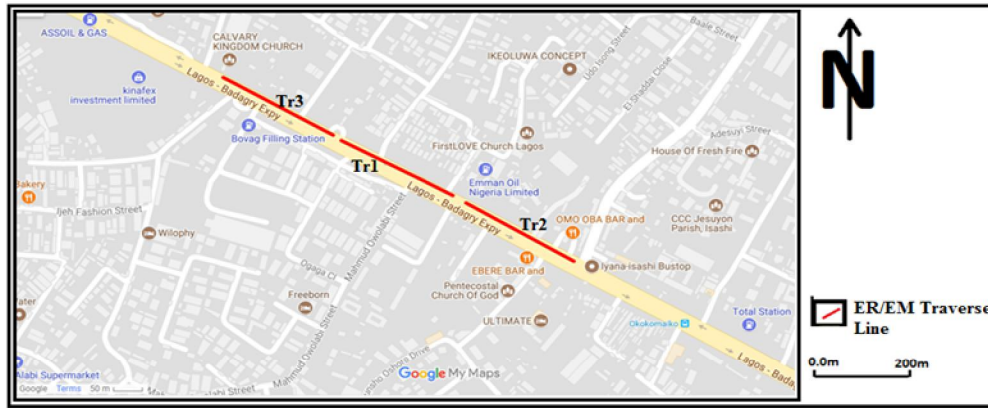 ASSOIL & GAS
CALVARY
KINGDOM CHURCH
IKEOLUWA CONCEPT
Udo Isong Street
Baale Street
El-Shaddai Close
Adesuyi Street
kinafex
investment limited
Lagos - Badagry Expy
Tr3
Bovag Filling Station
FirstLOVE Church Lagos
House Of Fresh Fire
Tr1
Emman Oil
Nigeria Limited
Bakery
Ijeh Fashion Street
Lagos - Badagry Expy
Mahmud Owolabi Street
Tr2
OMO OBA BAR and
CCC Jesuyon
Parish, Isashi
Wilophy
Ogaga Cl
EBERE BAR and
Iyana-isashi Bustop
Pentecostal
Church Of God
Freeborn
ULTIMATE
Okokomaiko
Total Station
Mahmud Owolabi Street
Lagos - Badag
Alabi Supermarket
Google My Maps
Google
Terms
50 m
N
ER/EM Traverse
Line
0.0m
200m